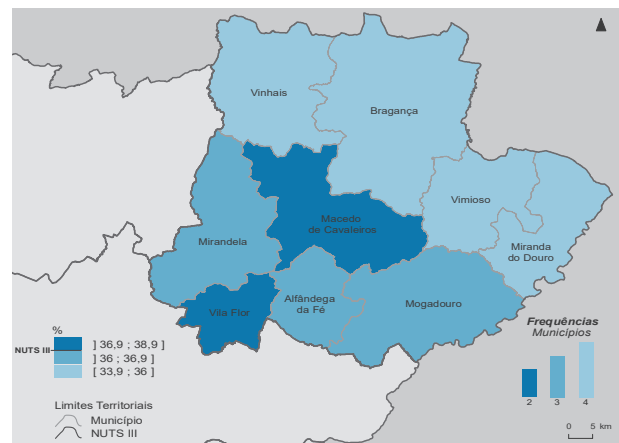 Vinhais
Bragança
Vimioso
Macedo
de Cavaleiros
Mirandela
Miranda
do Douro
Alfândega
da Fé
Mogadouro
Vila Flor
%
] 36,9 ; 38,9 ]
NUTS III
] 36 ; 36,9 ]
[ 33,9 ; 36 ]
Limites Territoriais
Município
NUTS III
Frequências
Municípios
2 3 4
0 5 km